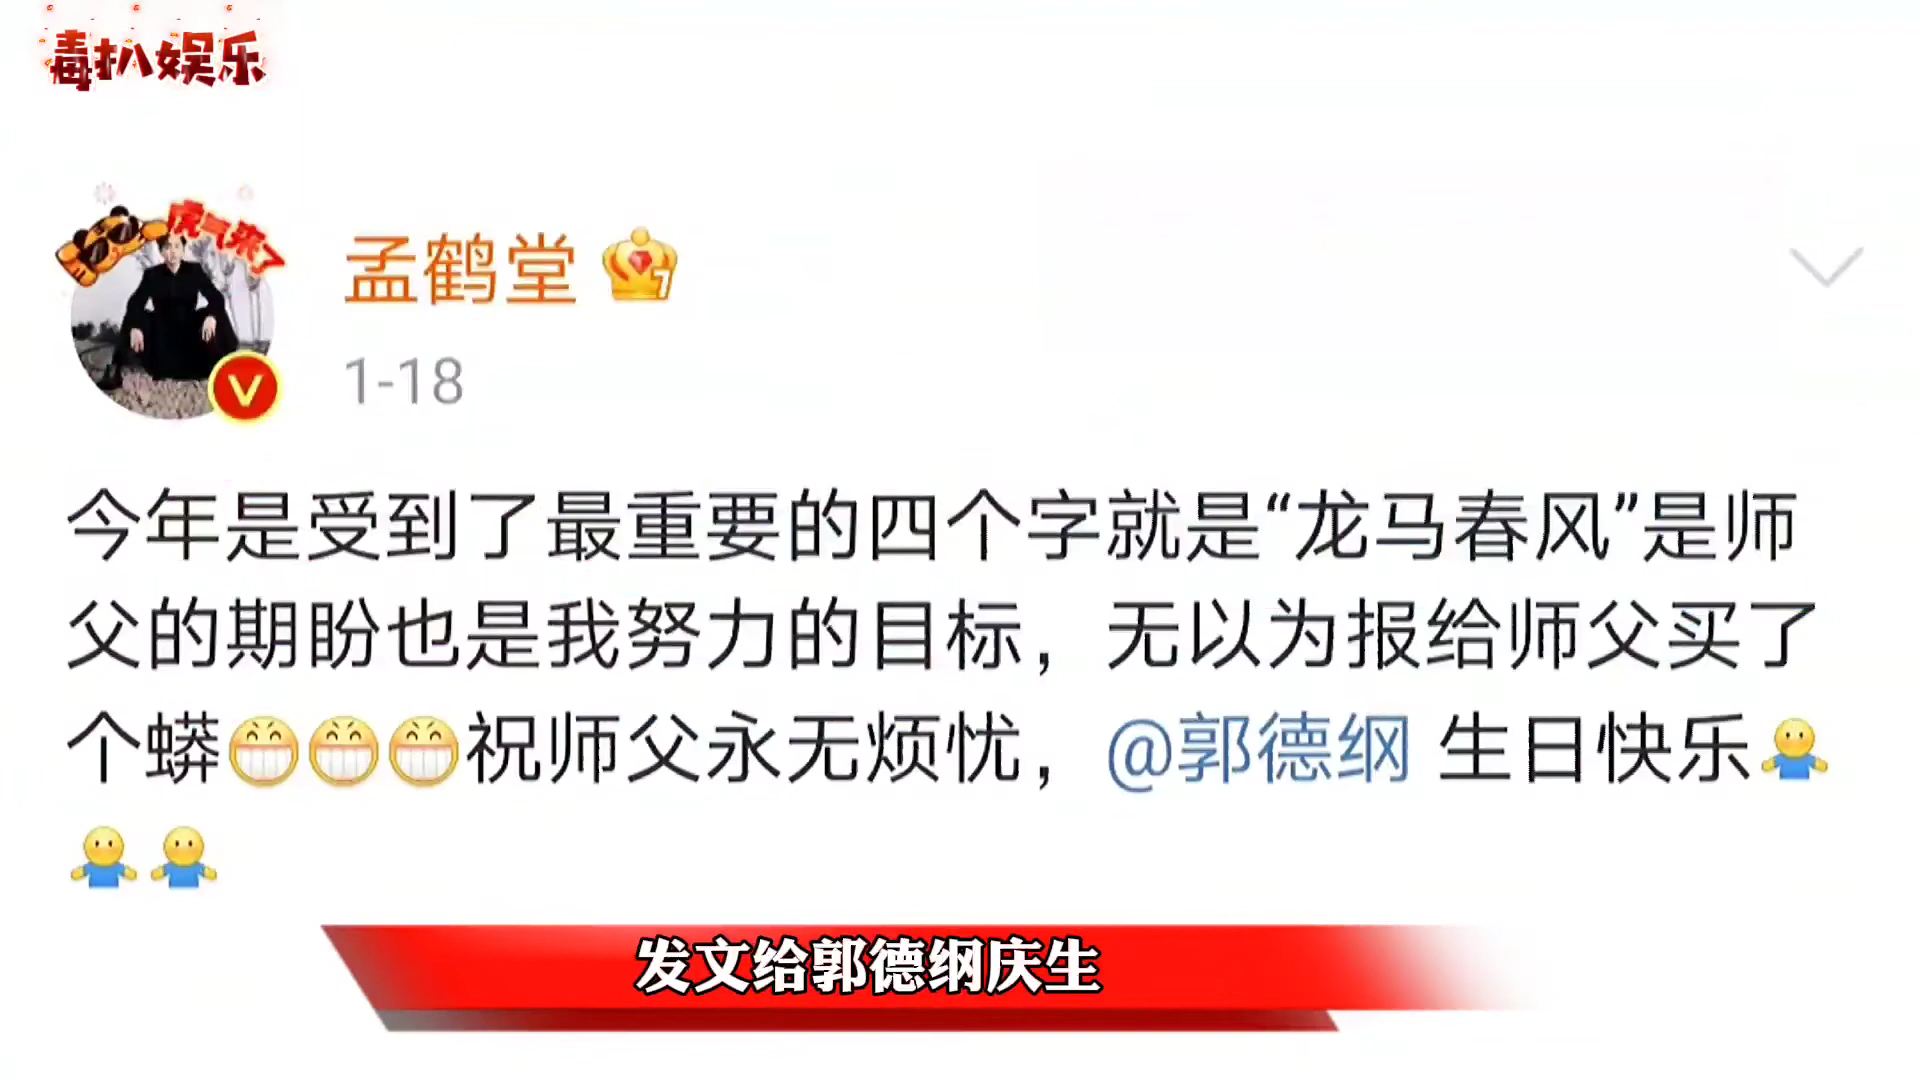 毒扒娱乐
虎气来了
孟鹤堂
7
1-18
V
今年是受到了最重要的四个字就是“龙马春风”是师
父的期盼也是我努力的目标，无以为报给师父买了
个蟒😁😁😁祝师父永无烦忧，@郭德纲 生日快乐
发文给郭德纲庆生